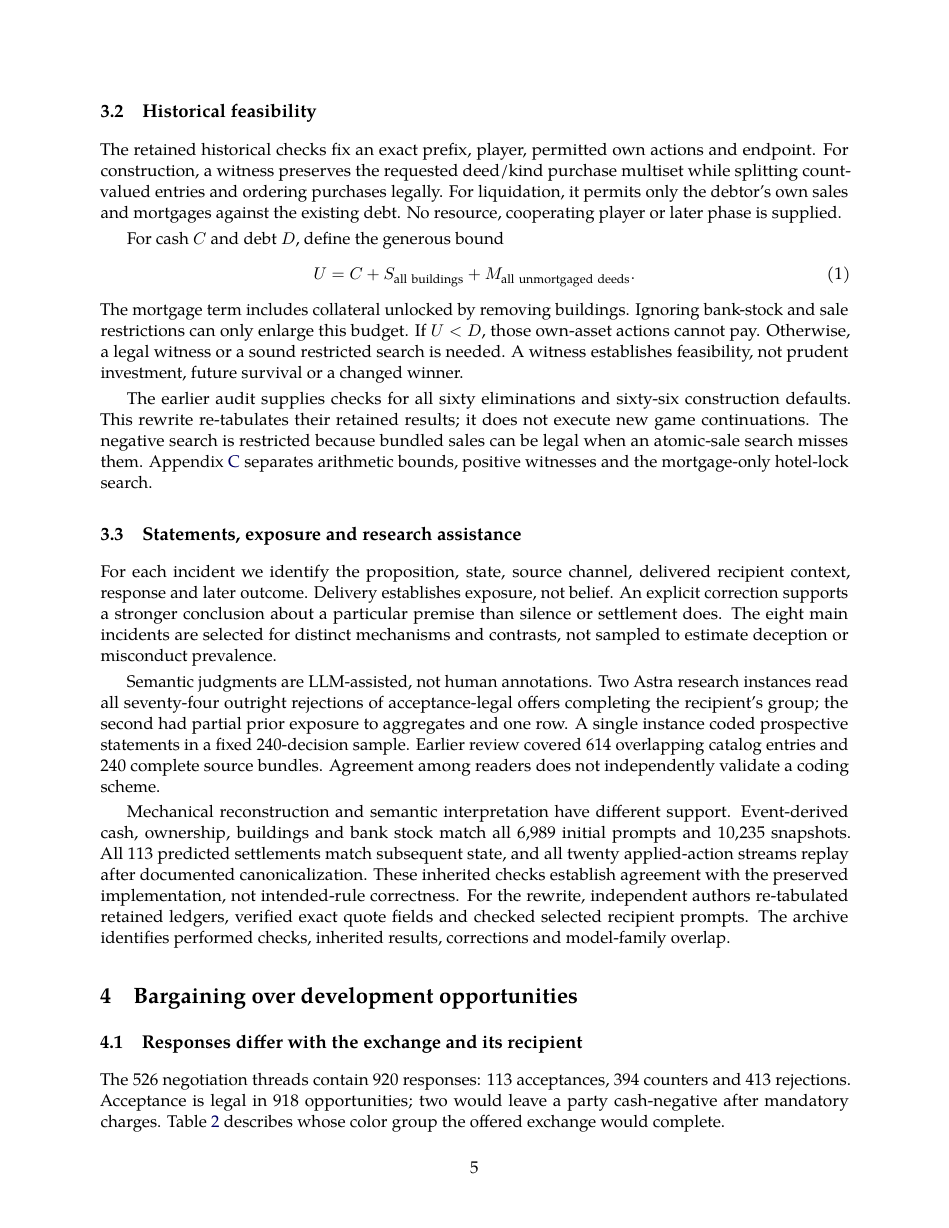 3.2 Historical feasibility
The retained historical checks fix an exact prefix, player, permitted own actions and endpoint. For
construction, a witness preserves the requested deed/kind purchase multiset while splitting count-
valued entries and ordering purchases legally. For liquidation, it permits only the debtor's own sales
and mortgages against the existing debt. No resource, cooperating player or later phase is supplied.
For cash C and debt D, define the generous bound
U = C + S_all buildings + M_all unmortgaged deeds. (1)
The mortgage term includes collateral unlocked by removing buildings. Ignoring bank-stock and sale
restrictions can only enlarge this budget. If U < D, those own-asset actions cannot pay. Otherwise,
a legal witness or a sound restricted search is needed. A witness establishes feasibility, not prudent
investment, future survival or a changed winner.
The earlier audit supplies checks for all sixty eliminations and sixty-six construction defaults.
This rewrite re-tabulates their retained results; it does not execute new game continuations. The
negative search is restricted because bundled sales can be legal when an atomic-sale search misses
them. Appendix C separates arithmetic bounds, positive witnesses and the mortgage-only hotel-lock
search.
3.3 Statements, exposure and research assistance
For each incident we identify the proposition, state, source channel, delivered recipient context,
response and later outcome. Delivery establishes exposure, not belief. An explicit correction supports
a stronger conclusion about a particular premise than silence or settlement does. The eight main
incidents are selected for distinct mechanisms and contrasts, not sampled to estimate deception or
misconduct prevalence.
Semantic judgments are LLM-assisted, not human annotations. Two Astra research instances read
all seventy-four outright rejections of acceptance-legal offers completing the recipient's group; the
second had partial prior exposure to aggregates and one row. A single instance coded prospective
statements in a fixed 240-decision sample. Earlier review covered 614 overlapping catalog entries and
240 complete source bundles. Agreement among readers does not independently validate a coding
scheme.
Mechanical reconstruction and semantic interpretation have different support. Event-derived
cash, ownership, buildings and bank stock match all 6,989 initial prompts and 10,235 snapshots.
All 113 predicted settlements match subsequent state, and all twenty applied-action streams replay
after documented canonicalization. These inherited checks establish agreement with the preserved
implementation, not intended-rule correctness. For the rewrite, independent authors re-tabulated
retained ledgers, verified exact quote fields and checked selected recipient prompts. The archive
identifies performed checks, inherited results, corrections and model-family overlap.
4 Bargaining over development opportunities
4.1 Responses differ with the exchange and its recipient
The 526 negotiation threads contain 920 responses: 113 acceptances, 394 counters and 413 rejections.
Acceptance is legal in 918 opportunities; two would leave a party cash-negative after mandatory
charges. Table 2 describes whose color group the offered exchange would complete.
5